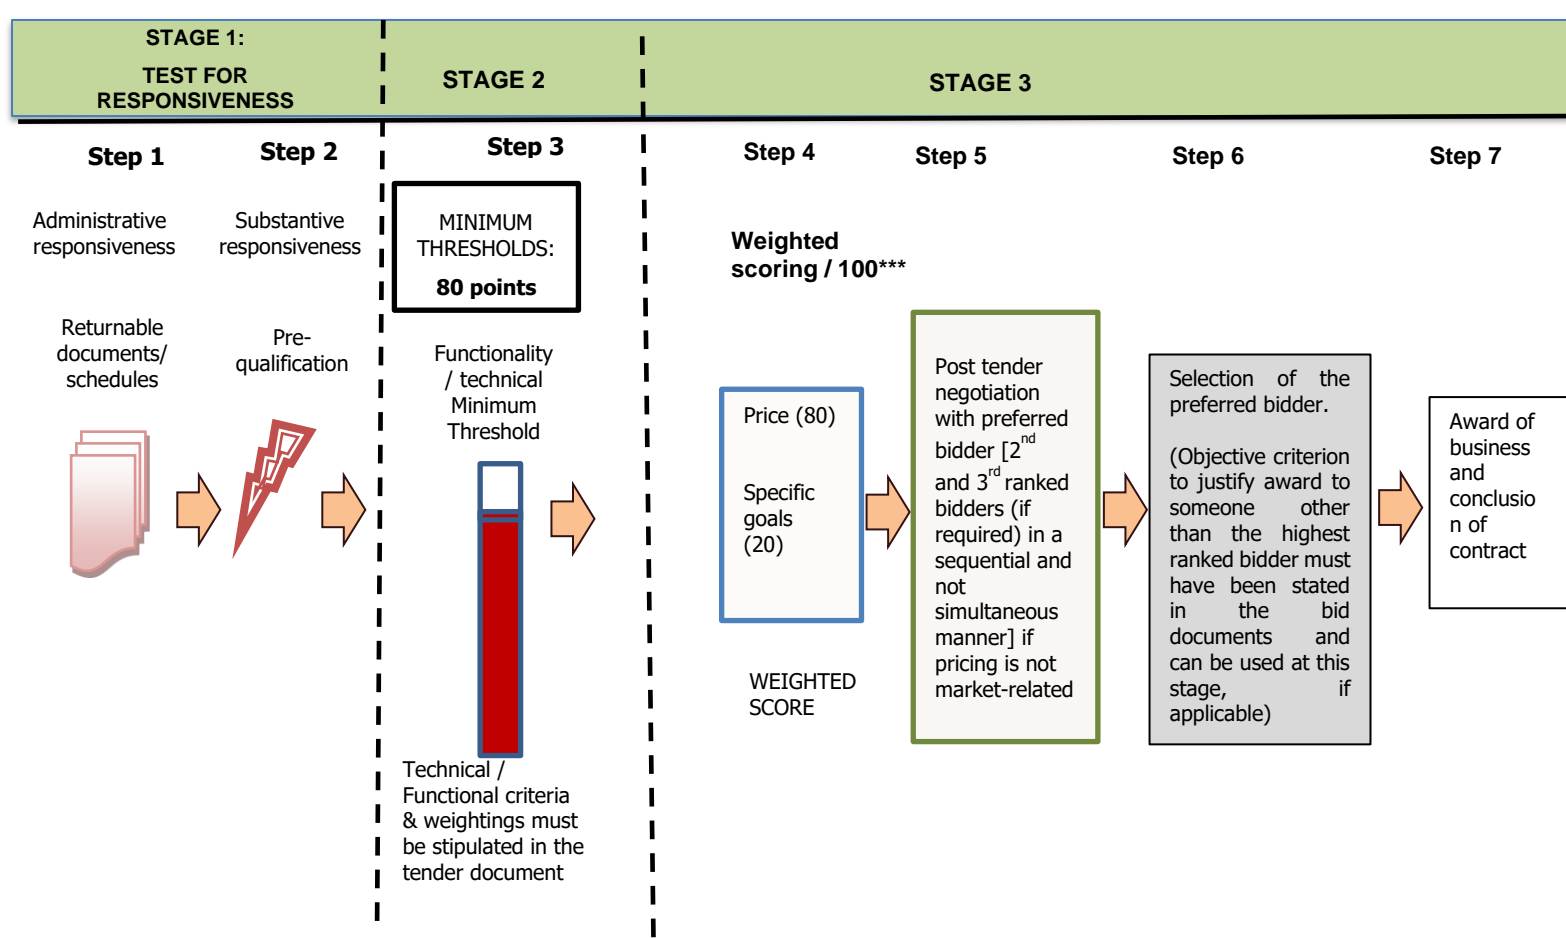 STAGE 1:
TEST FOR
RESPONSIVENESS
STAGE 2
STAGE 3
Step 1
Step 2
Step 3
Step 4
Step 5
Step 6
Step 7
Administrative
responsiveness
Returnable
documents/
schedules
Substantive
responsiveness
Pre-
qualification
MINIMUM
THRESHOLDS:
80 points
Functionality
/ technical
Minimum
Threshold
Technical /
Functional criteria
& weightings must
be stipulated in the
tender document
Weighted
scoring / 100***
Price (80)
Specific
goals
(20)
WEIGHTED
SCORE
Post tender
negotiation
with preferred
bidder [2nd
and 3rd ranked
bidders (if
required) in a
sequential and
not
simultaneous
manner] if
pricing is not
market-related
Selection of the
preferred bidder.
(Objective criterion
to justify award to
someone other
than the highest
ranked bidder must
have been stated
in the bid
documents and
can be used at this
stage, if
applicable)
Award of
business
and
conclusio
n of
contract